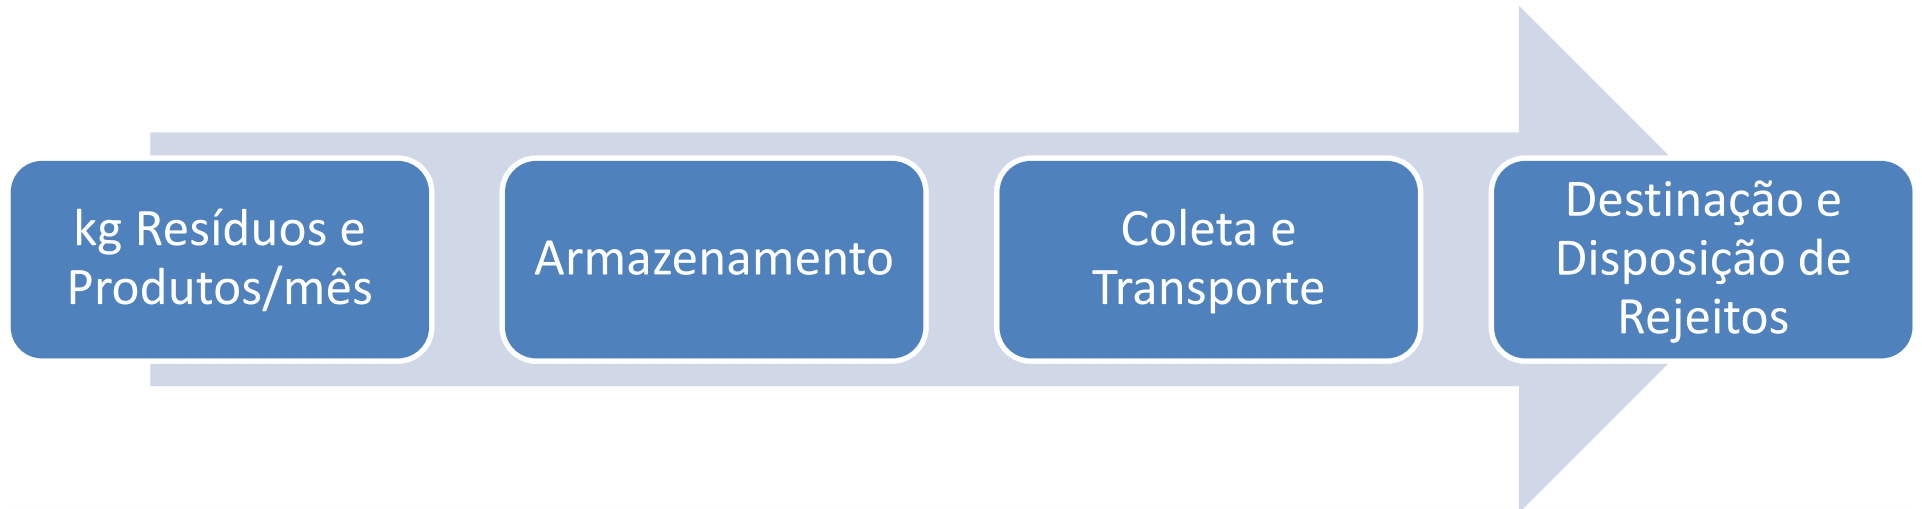 kg Resíduos e
Produtos/mês
Armazenamento
Coleta e
Transporte
Destinação e
Disposição de
Rejeitos